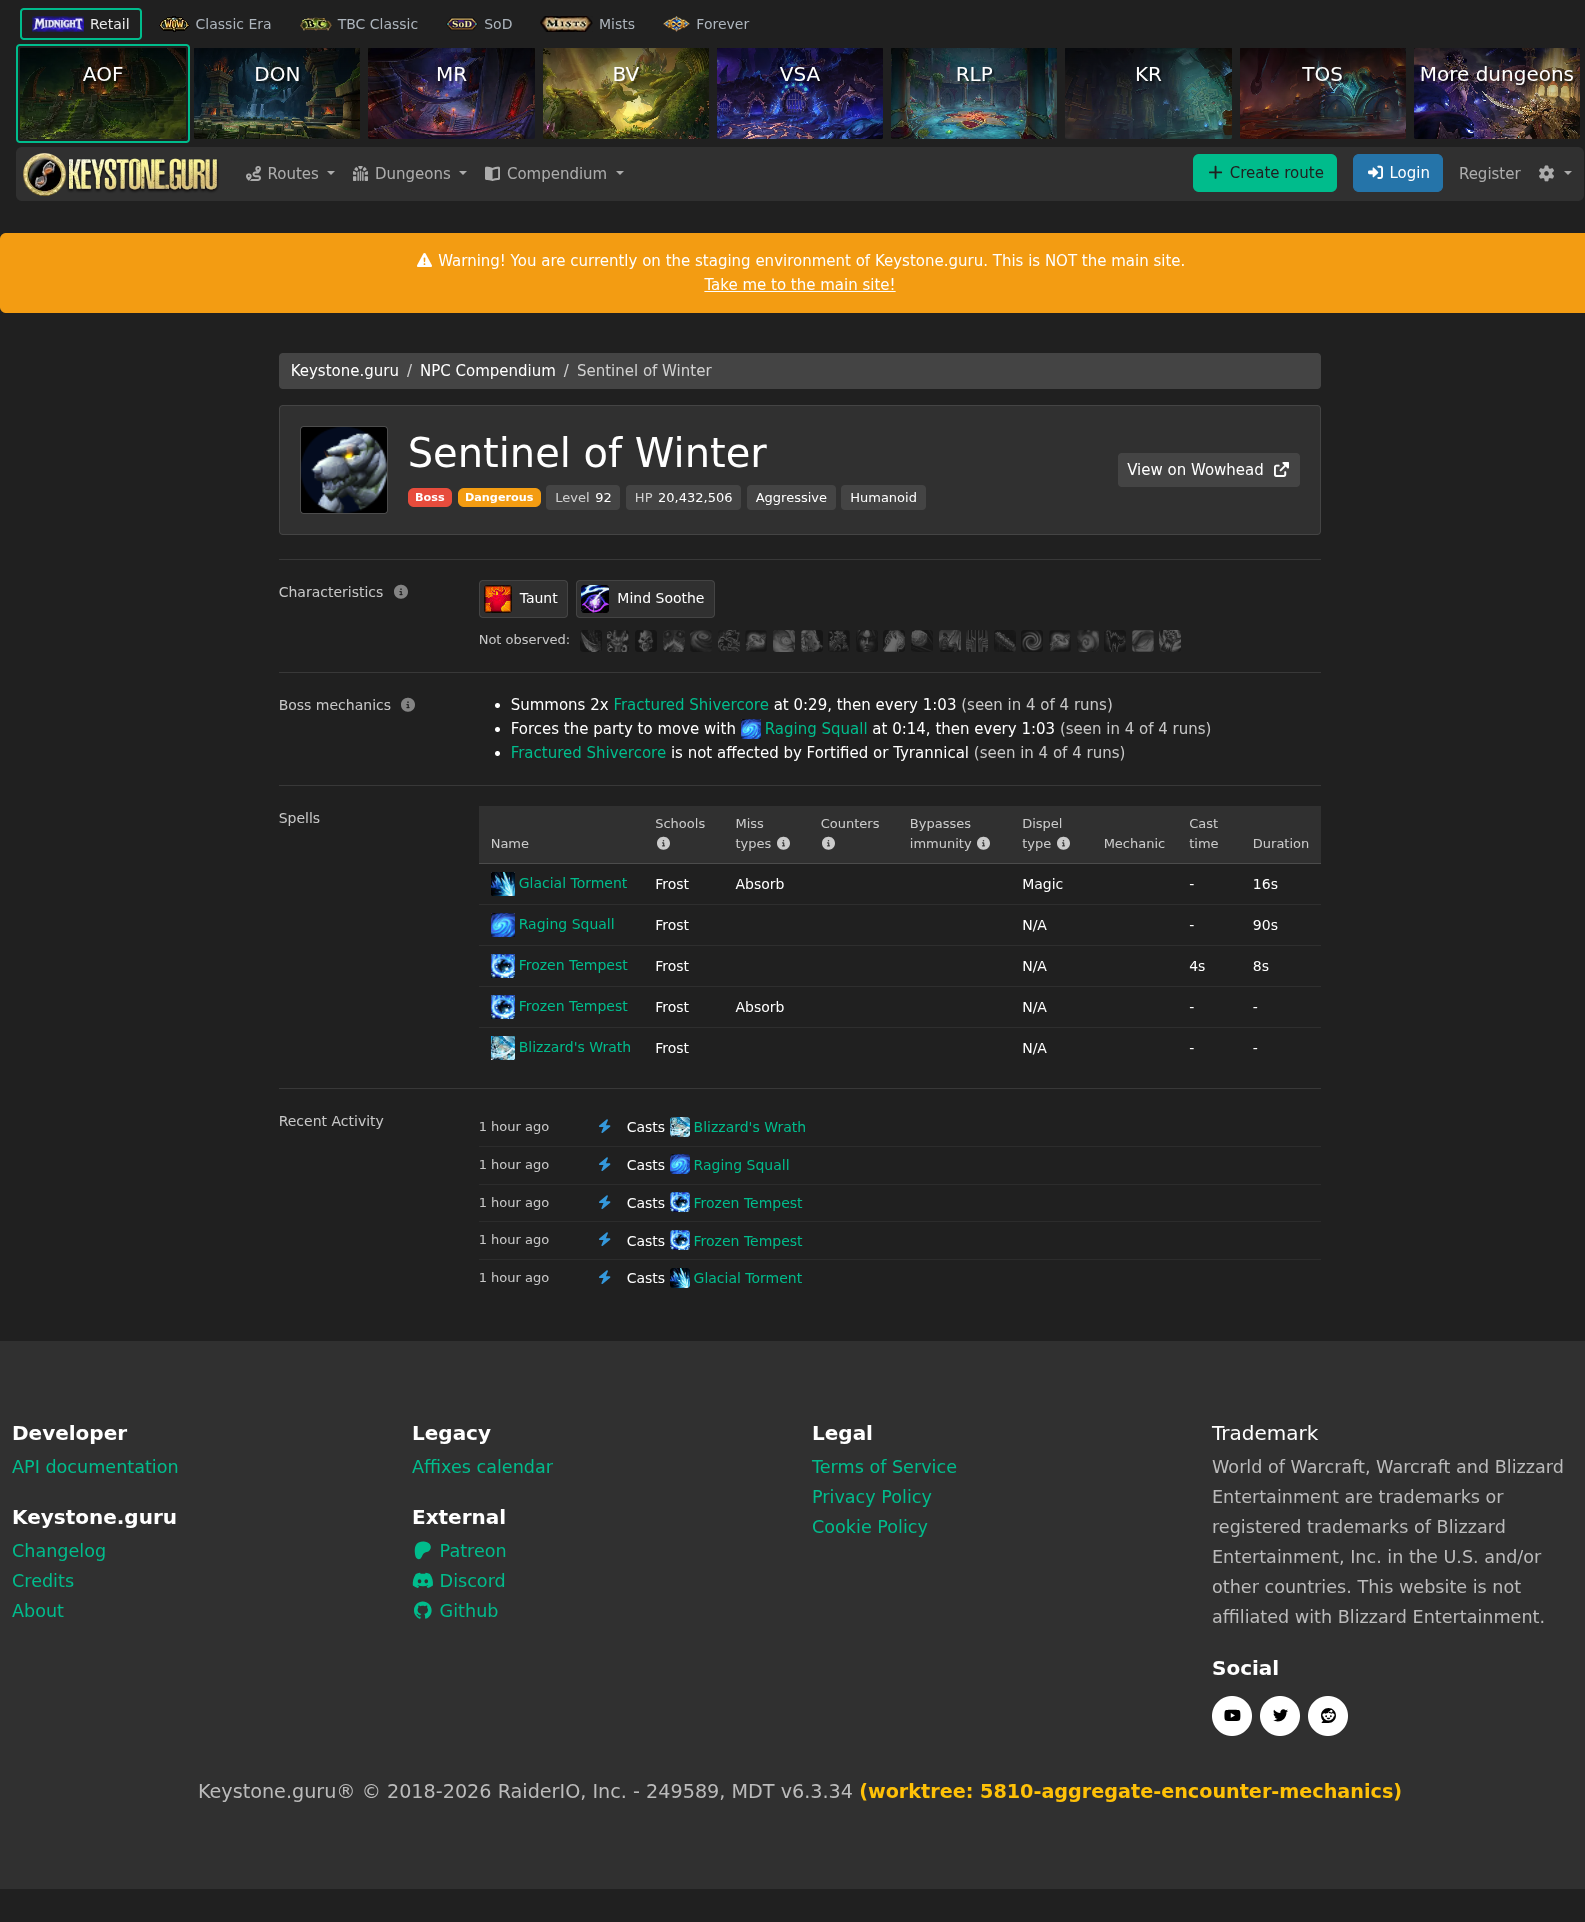 MIDNIGHT Retail
WOW Classic Era
BC TBC Classic
SoD SoD
MISTS Mists
Forever
AOF
DON
MR
BV
VSA
RLP
KR
TOS
More dungeons
KEYSTONE.GURU
Routes
Dungeons
Compendium
Create route
Login
Register
Warning! You are currently on the staging environment of Keystone.guru. This is NOT the main site.
Take me to the main site!
Keystone.guru / NPC Compendium / Sentinel of Winter
Sentinel of Winter
Boss Dangerous Level 92 HP 20,432,506 Aggressive Humanoid
View on Wowhead
Characteristics
Taunt
Mind Soothe
Not observed:
Boss mechanics
• Summons 2x Fractured Shivercore at 0:29, then every 1:03 (seen in 4 of 4 runs)
• Forces the party to move with Raging Squall at 0:14, then every 1:03 (seen in 4 of 4 runs)
• Fractured Shivercore is not affected by Fortified or Tyrannical (seen in 4 of 4 runs)
Spells
Name Schools Miss types Counters Bypasses immunity Dispel type Mechanic Cast time Duration
Glacial Torment Frost Absorb Magic - 16s
Raging Squall Frost N/A - 90s
Frozen Tempest Frost N/A 4s 8s
Frozen Tempest Frost Absorb N/A - -
Blizzard's Wrath Frost N/A - -
Recent Activity
1 hour ago Casts Blizzard's Wrath
1 hour ago Casts Raging Squall
1 hour ago Casts Frozen Tempest
1 hour ago Casts Frozen Tempest
1 hour ago Casts Glacial Torment
Developer
API documentation
Keystone.guru
Changelog
Credits
About
Legacy
Affixes calendar
External
Patreon
Discord
Github
Legal
Terms of Service
Privacy Policy
Cookie Policy
Trademark
World of Warcraft, Warcraft and Blizzard
Entertainment are trademarks or
registered trademarks of Blizzard
Entertainment, Inc. in the U.S. and/or
other countries. This website is not
affiliated with Blizzard Entertainment.
Social
Keystone.guru® © 2018-2026 RaiderIO, Inc. - 249589, MDT v6.3.34 (worktree: 5810-aggregate-encounter-mechanics)